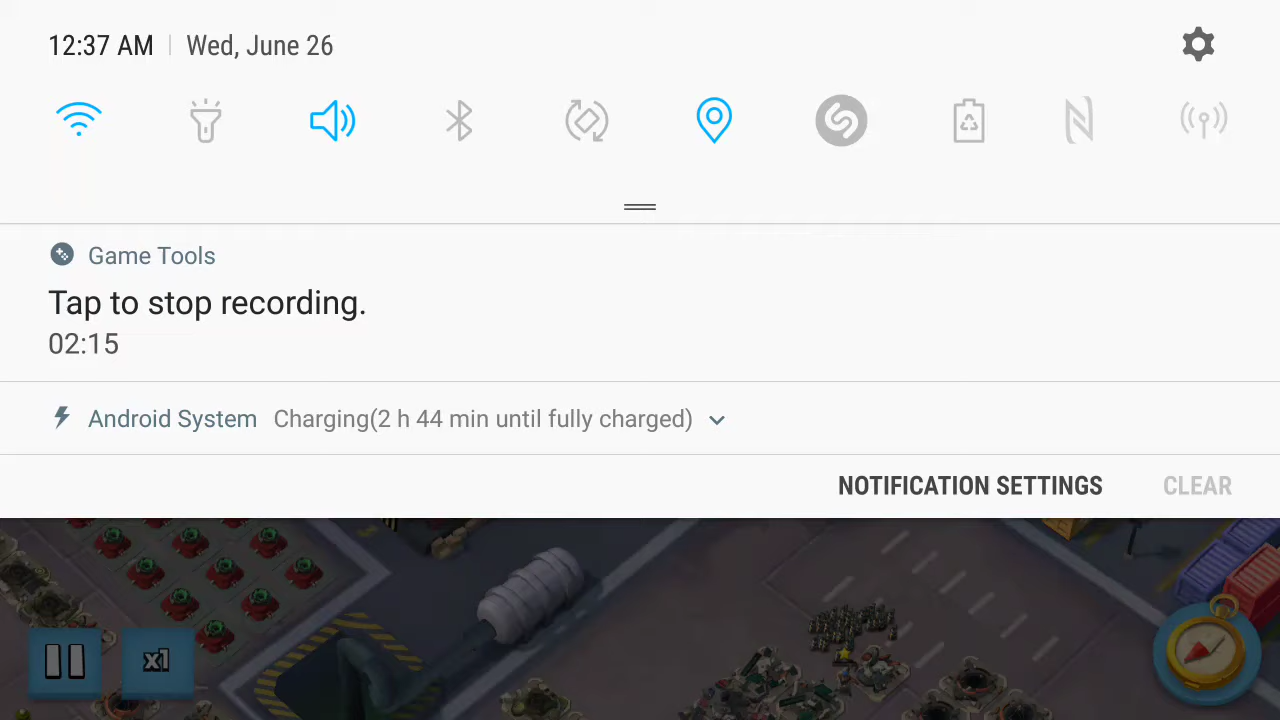 12:37 AM Wed, June 26
Game Tools
Tap to stop recording.
02:15
Android System Charging(2 h 44 min until fully charged)
NOTIFICATION SETTINGS CLEAR
x1